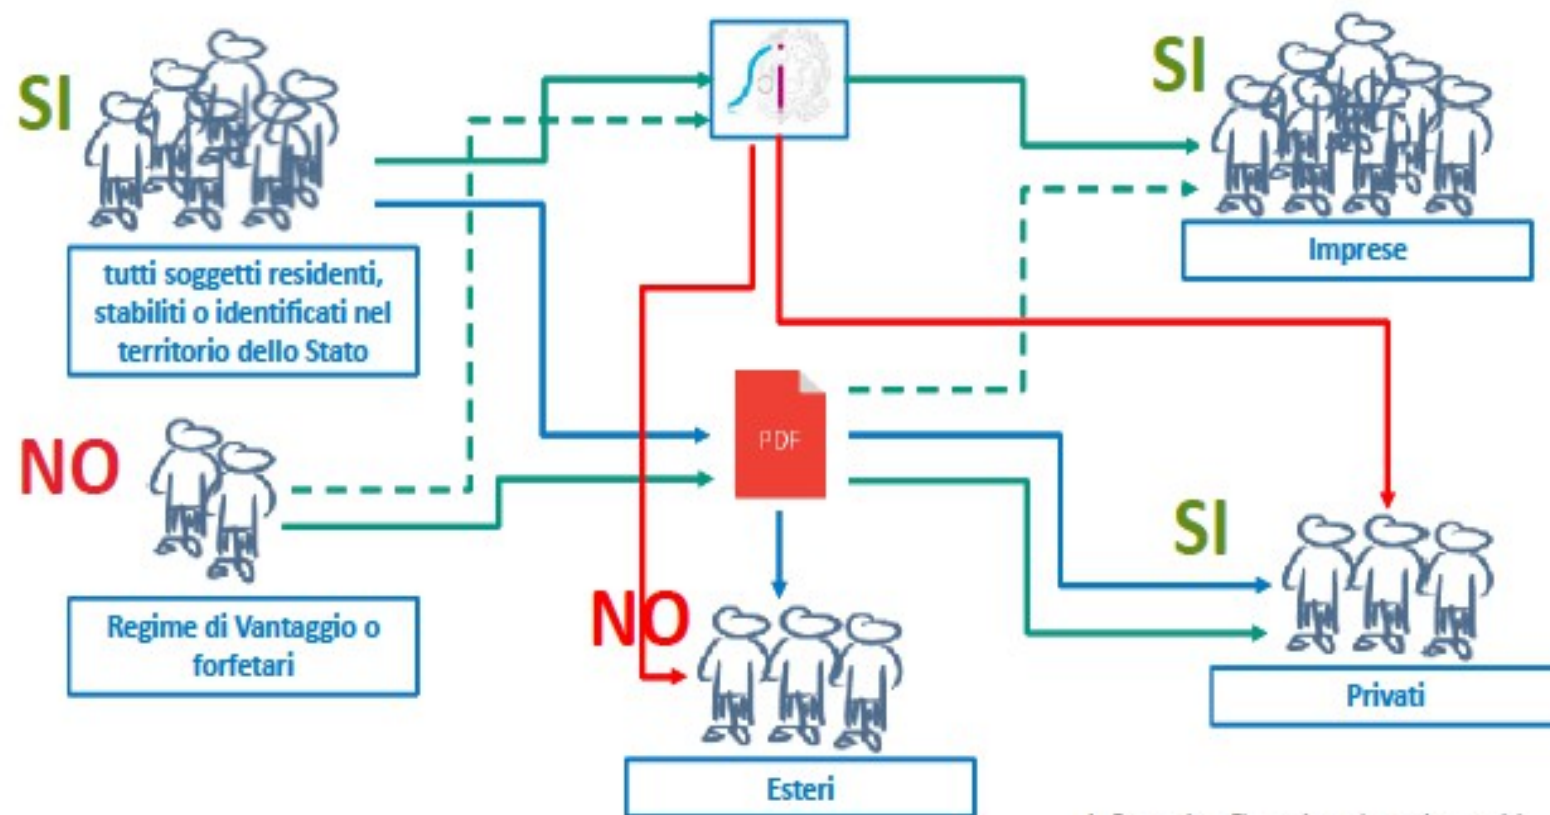 SI
SI
tutti soggetti residenti,
stabiliti o identificati nel
territorio dello Stato
Imprese
NO
PDF
SI
NO
Regime di Vantaggio o
forfetari
Privati
Esteri